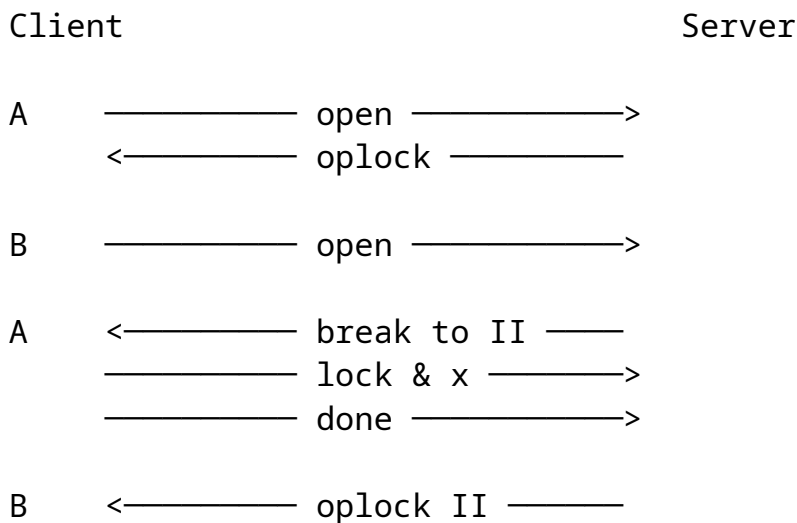 Client Server
A ────────── open ───────────>
<───────── oplock ─────────
B ────────── open ───────────>
A <───────── break to II ────
────────── lock & x ───────>
────────── done ───────────>
B <───────── oplock II ──────